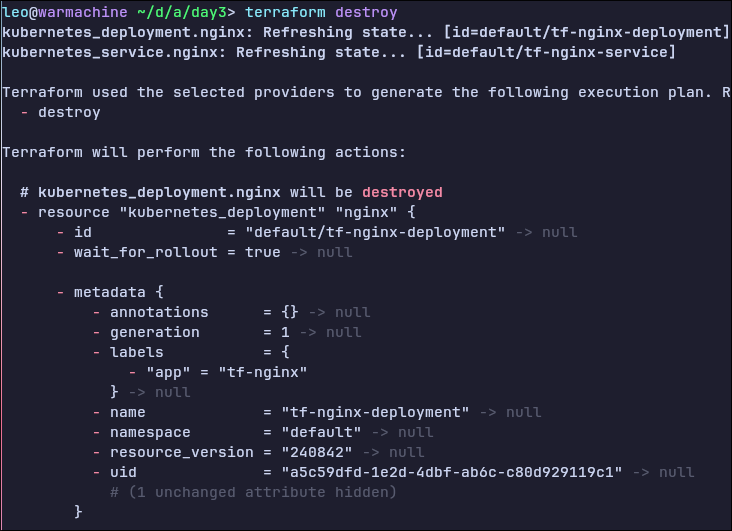 leo@warmachine ~/d/a/day3> terraform destroy
kubernetes_deployment.nginx: Refreshing state... [id=default/tf-nginx-deployment]
kubernetes_service.nginx: Refreshing state... [id=default/tf-nginx-service]
Terraform used the selected providers to generate the following execution plan. R
- destroy
Terraform will perform the following actions:
# kubernetes_deployment.nginx will be destroyed
- resource "kubernetes_deployment" "nginx" {
- id = "default/tf-nginx-deployment" -> null
- wait_for_rollout = true -> null
- metadata {
- annotations = {} -> null
- generation = 1 -> null
- labels = {
- "app" = "tf-nginx"
} -> null
- name = "tf-nginx-deployment" -> null
- namespace = "default" -> null
- resource_version = "240842" -> null
- uid = "a5c59dfd-1e2d-4dbf-ab6c-c80d929119c1" -> null
# (1 unchanged attribute hidden)
}